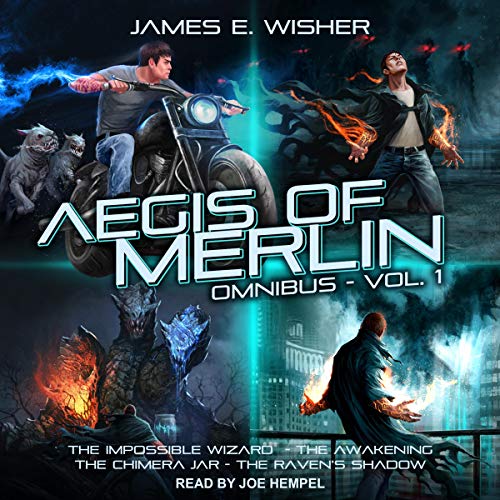 JAMES E. WISHER
AEGIS OF
MERLIN
OMNIBUS - VOL. 1
THE IMPOSSIBLE WIZARD - THE AWAKENING
THE CHIMERA JAR - THE RAVEN'S SHADOW
READ BY JOE HEMPEL